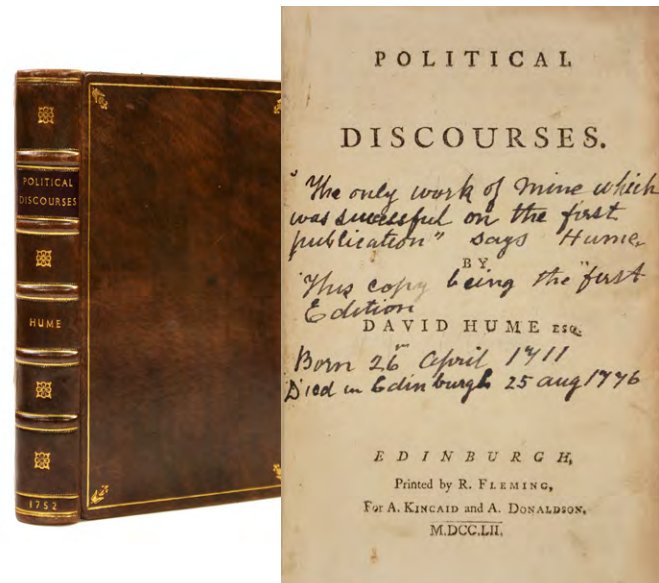 POLITICAL
DISCOURSES
HUME
1752
POLITICAL
DISCOURSES.
"The only work of mine which
was sucessful on the first
publication" says Hume.
BY
This copy being the "first
Edition
DAVID HUME ESQ.
Born 26th April 1711
Died in Edinburgh 25 aug 1776
EDINBURGH,
Printed by R. FLEMING,
For A. KINCAID and A. DONALDSON.
M.DCC.LII.